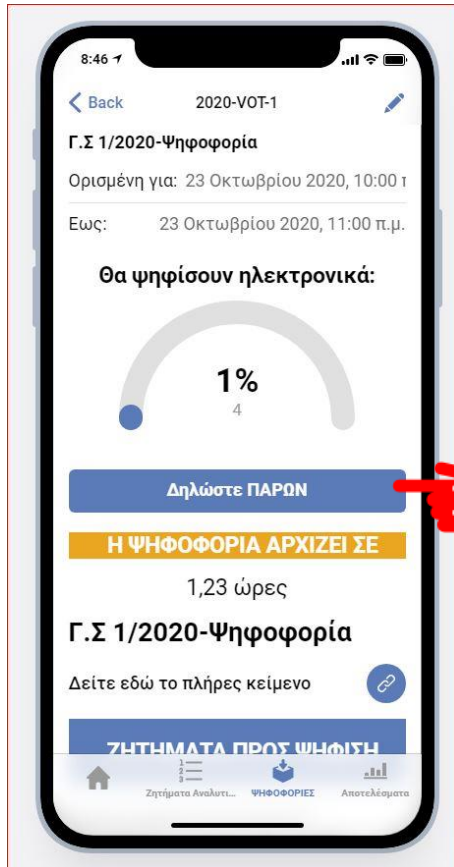 8:46
Back 2020-VOT-1
Γ.Σ 1/2020-Ψηφοφορία
Ορισμένη για: 23 Οκτωβρίου 2020, 10:00 π
Εως: 23 Οκτωβρίου 2020, 11:00 π.μ.
Θα ψηφίσουν ηλεκτρονικά:
1%
4
Δηλώστε ΠΑΡΩΝ
Η ΨΗΦΟΦΟΡΙΑ ΑΡΧΙΖΕΙ ΣΕ
1,23 ώρες
Γ.Σ 1/2020-Ψηφοφορία
Δείτε εδώ το πλήρες κείμενο
ΖΗΤΗΜΑΤΑ ΠΡΟΣ ΨΗΦΙΣΗ
Ζητήματα Αναλυτι... ΨΗΦΟΦΟΡΙΕΣ Αποτελέσματα